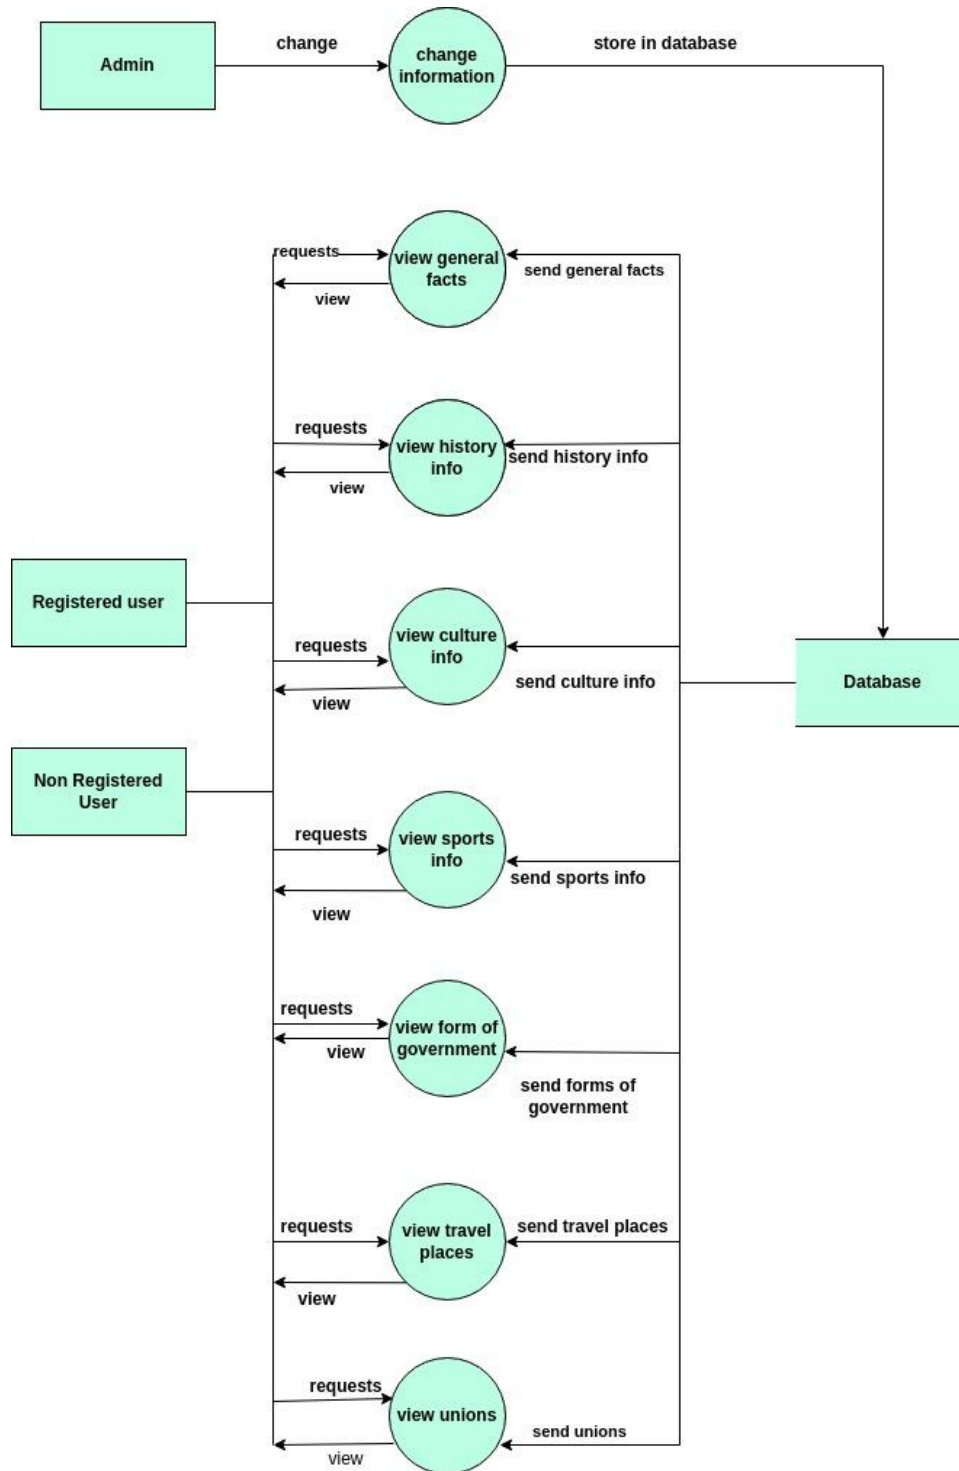 Admin
change
change
information
store in database
requests
view general
facts
send general facts
view
requests
view history
info
send history info
view
Registered user
requests
view culture
info
send culture info
view
Database
Non Registered
User
requests
view sports
info
send sports info
view
requests
view form of
government
view
send forms of
government
requests
view travel
places
send travel places
view
requests
view unions
send unions
view